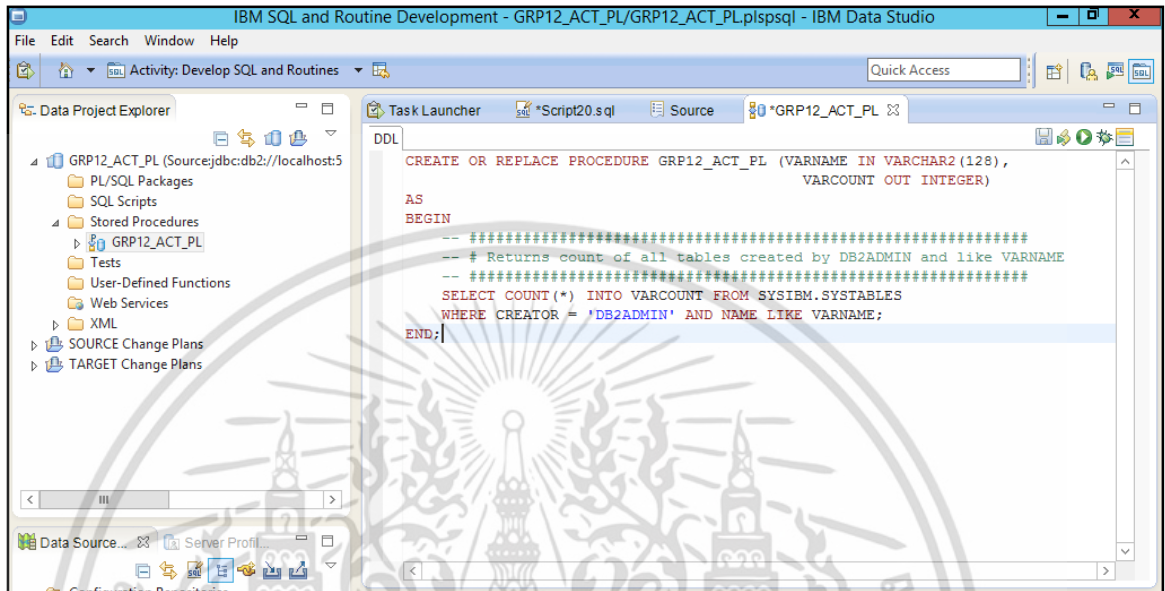 IBM SQL and Routine Development - GRP12_ACT_PL/GRP12_ACT_PL.plspsql - IBM Data Studio
File Edit Search Window Help
Activity: Develop SQL and Routines
Quick Access
Data Project Explorer
Task Launcher
*Script20.sql
Source
*GRP12_ACT_PL
DDL
GRP12_ACT_PL (Source:jdbc:db2://localhost:5
PL/SQL Packages
SQL Scripts
Stored Procedures
GRP12_ACT_PL
Tests
User-Defined Functions
Web Services
XML
SOURCE Change Plans
TARGET Change Plans
CREATE OR REPLACE PROCEDURE GRP12_ACT_PL (VARNAME IN VARCHAR2(128),
VARCOUNT OUT INTEGER)
AS
BEGIN
-- #############################################################
-- # Returns count of all tables created by DB2ADMIN and like VARNAME
-- #############################################################
SELECT COUNT(*) INTO VARCOUNT FROM SYSIBM.SYSTABLES
WHERE CREATOR = 'DB2ADMIN' AND NAME LIKE VARNAME;
END;
Data Source...
Server Profil...
Configuration Repositories